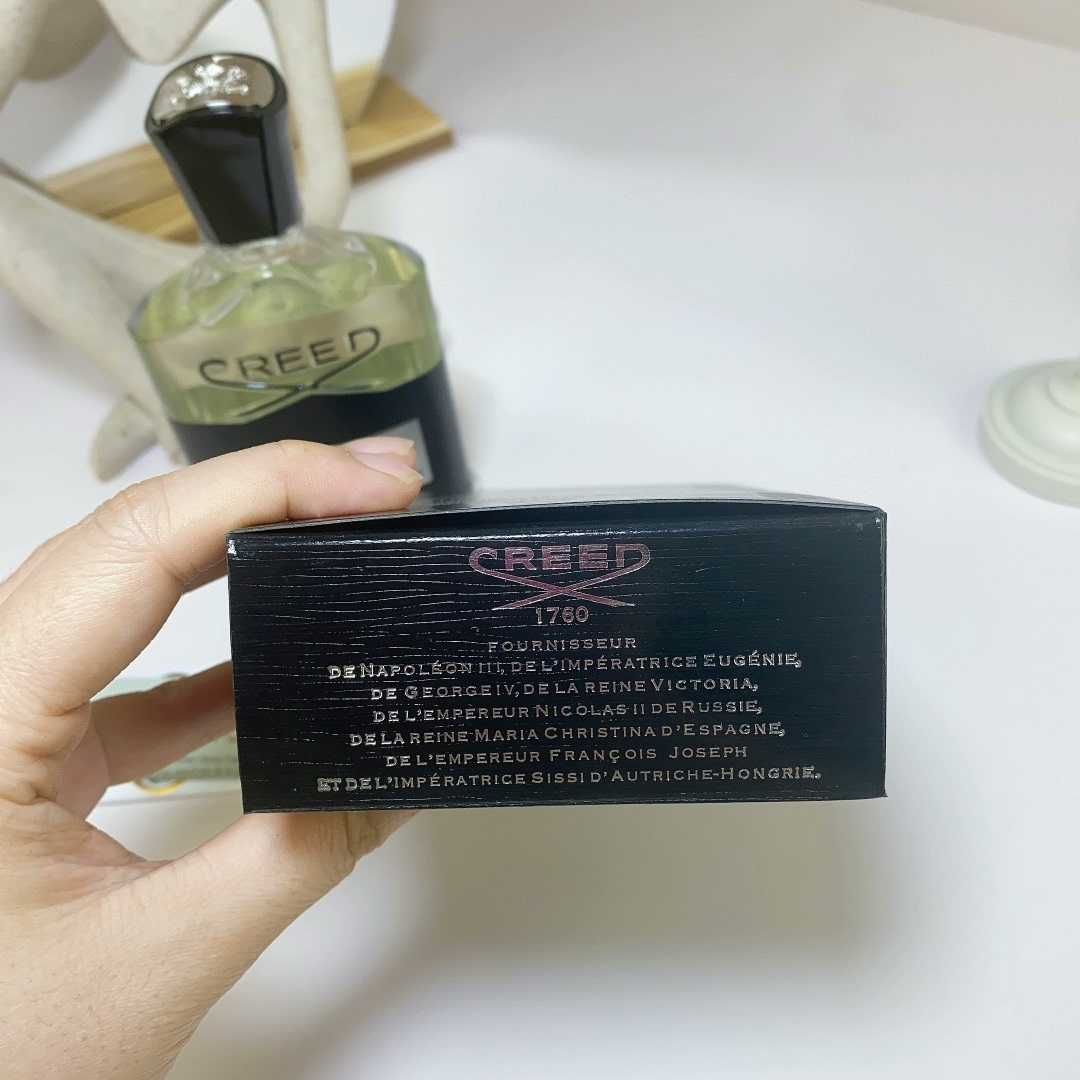 CREED
CREED
1760
FOURNISSEUR
DE NAPOLÉON III, DE L'IMPÉRATRICE EUGÉNIE,
DE GEORGE IV, DE LA REINE VICTORIA,
DE L'EMPEREUR NICOLAS II DE RUSSIE,
DE LA REINE MARIA CHRISTINA D'ESPAGNE,
DE L'EMPEREUR FRANÇOIS JOSEPH
ET DE L'IMPÉRATRICE SISSI D'AUTRICHE-HONGRIE.